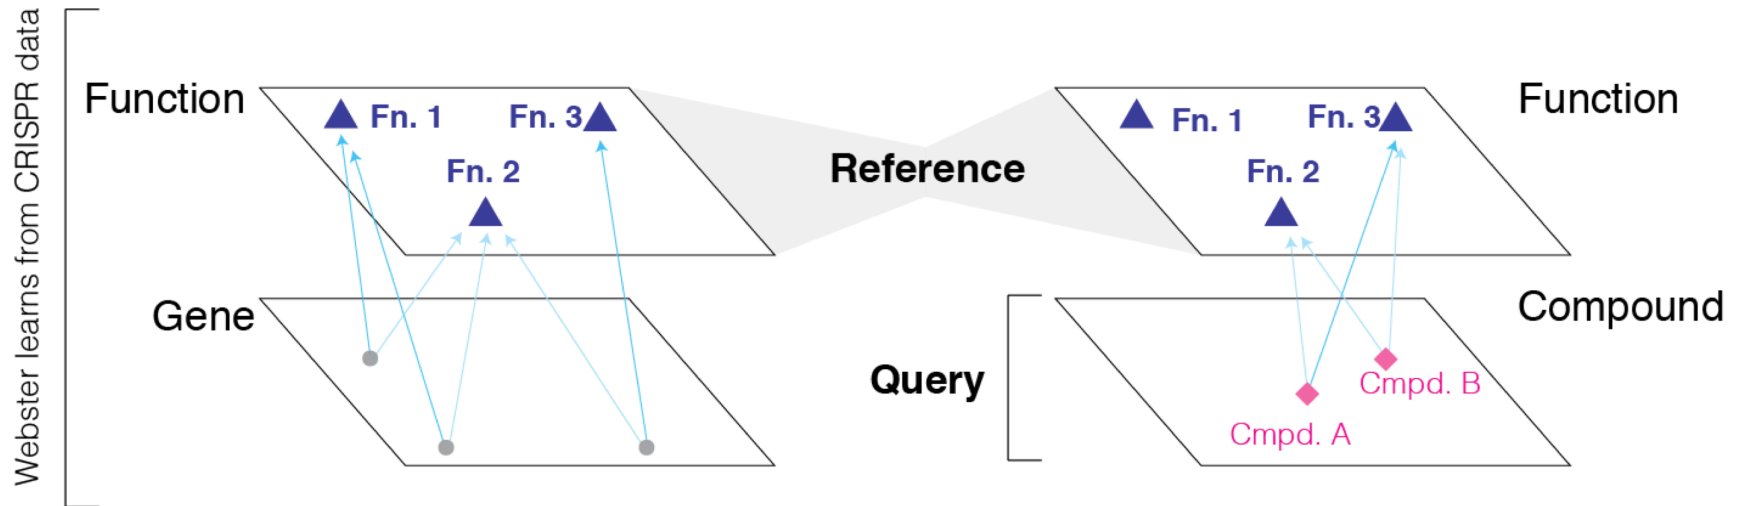 Webster learns from CRISPR data
Function
Fn. 1
Fn. 3
Fn. 2
Gene
Reference
Function
Fn. 1
Fn. 3
Fn. 2
Compound
Query
Cmpd. B
Cmpd. A